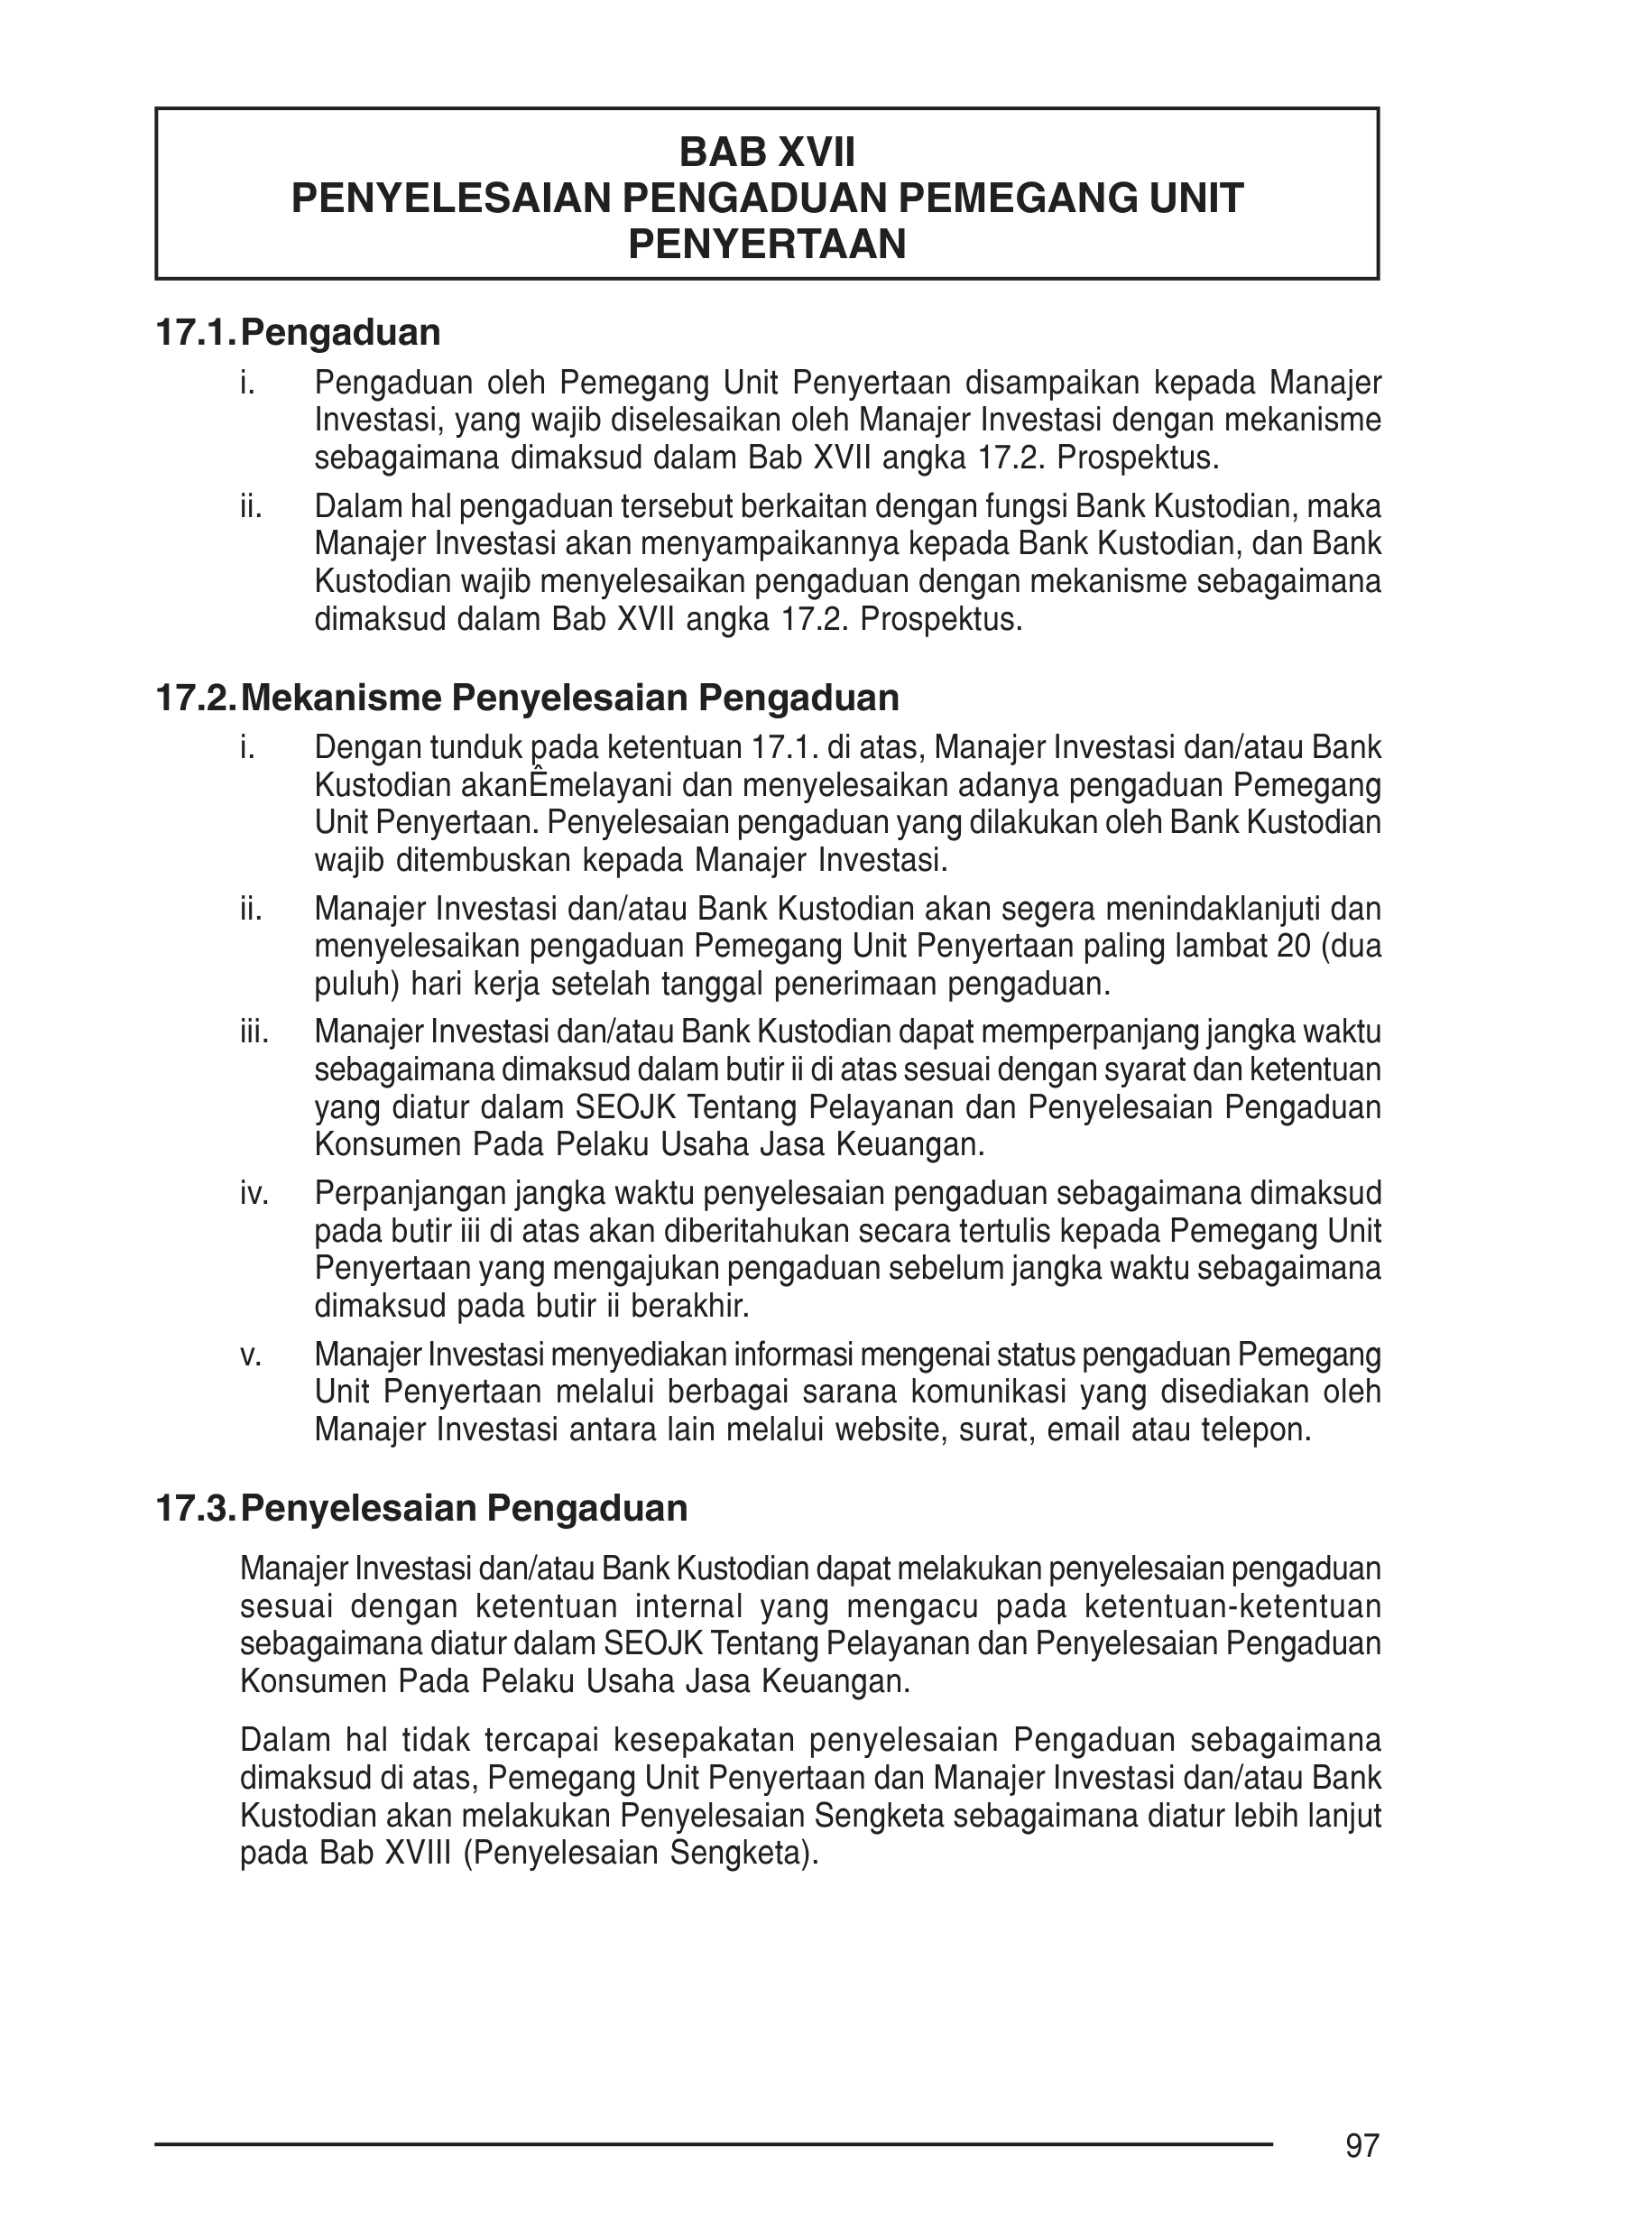 BAB XVII
PENYELESAIAN PENGADUAN PEMEGANG UNIT
PENYERTAAN
17.1. Pengaduan
i. Pengaduan oleh Pemegang Unit Penyertaan disampaikan kepada Manajer
Investasi, yang wajib diselesaikan oleh Manajer Investasi dengan mekanisme
sebagaimana dimaksud dalam Bab XVII angka 17.2. Prospektus.
ii. Dalam hal pengaduan tersebut berkaitan dengan fungsi Bank Kustodian, maka
Manajer Investasi akan menyampaikannya kepada Bank Kustodian, dan Bank
Kustodian wajib menyelesaikan pengaduan dengan mekanisme sebagaimana
dimaksud dalam Bab XVII angka 17.2. Prospektus.
17.2. Mekanisme Penyelesaian Pengaduan
i. Dengan tunduk pada ketentuan 17.1. di atas, Manajer Investasi dan/atau Bank
Kustodian akanÊmelayani dan menyelesaikan adanya pengaduan Pemegang
Unit Penyertaan. Penyelesaian pengaduan yang dilakukan oleh Bank Kustodian
wajib ditembuskan kepada Manajer Investasi.
ii. Manajer Investasi dan/atau Bank Kustodian akan segera menindaklanjuti dan
menyelesaikan pengaduan Pemegang Unit Penyertaan paling lambat 20 (dua
puluh) hari kerja setelah tanggal penerimaan pengaduan.
iii. Manajer Investasi dan/atau Bank Kustodian dapat memperpanjang jangka waktu
sebagaimana dimaksud dalam butir ii di atas sesuai dengan syarat dan ketentuan
yang diatur dalam SEOJK Tentang Pelayanan dan Penyelesaian Pengaduan
Konsumen Pada Pelaku Usaha Jasa Keuangan.
iv. Perpanjangan jangka waktu penyelesaian pengaduan sebagaimana dimaksud
pada butir iii di atas akan diberitahukan secara tertulis kepada Pemegang Unit
Penyertaan yang mengajukan pengaduan sebelum jangka waktu sebagaimana
dimaksud pada butir ii berakhir.
v. Manajer Investasi menyediakan informasi mengenai status pengaduan Pemegang
Unit Penyertaan melalui berbagai sarana komunikasi yang disediakan oleh
Manajer Investasi antara lain melalui website, surat, email atau telepon.
17.3. Penyelesaian Pengaduan
Manajer Investasi dan/atau Bank Kustodian dapat melakukan penyelesaian pengaduan
sesuai dengan ketentuan internal yang mengacu pada ketentuan-ketentuan
sebagaimana diatur dalam SEOJK Tentang Pelayanan dan Penyelesaian Pengaduan
Konsumen Pada Pelaku Usaha Jasa Keuangan.
Dalam hal tidak tercapai kesepakatan penyelesaian Pengaduan sebagaimana
dimaksud di atas, Pemegang Unit Penyertaan dan Manajer Investasi dan/atau Bank
Kustodian akan melakukan Penyelesaian Sengketa sebagaimana diatur lebih lanjut
pada Bab XVIII (Penyelesaian Sengketa).
97